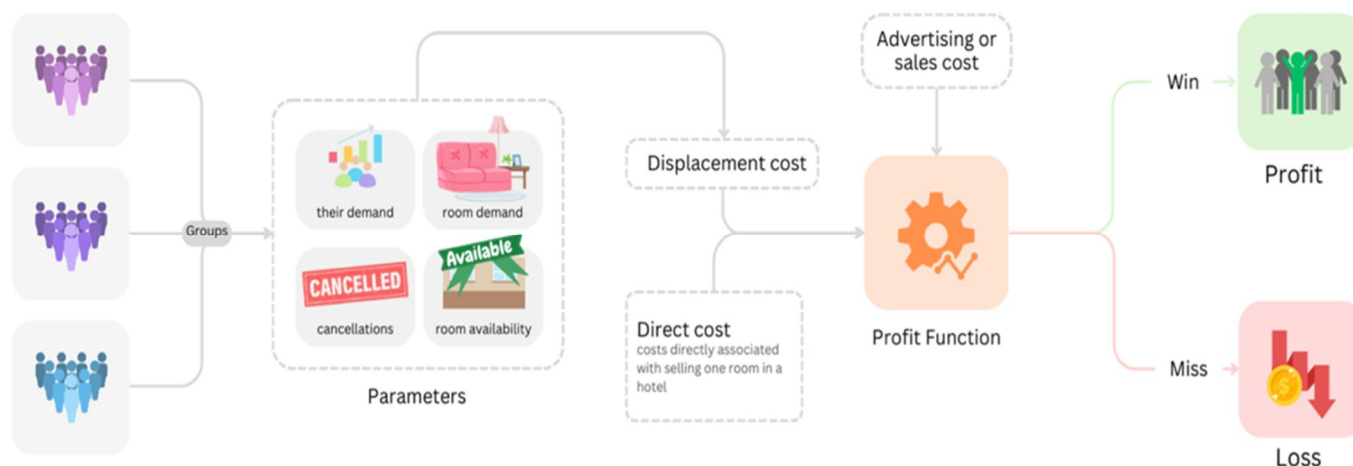 Groups
their demand
room demand
CANCELLED
cancellations
Available
room availability
Parameters
Displacement cost
Direct cost
costs directly associated
with selling one room in a
hotel
Advertising or
sales cost
Profit Function
Win
Profit
Miss
$
Loss